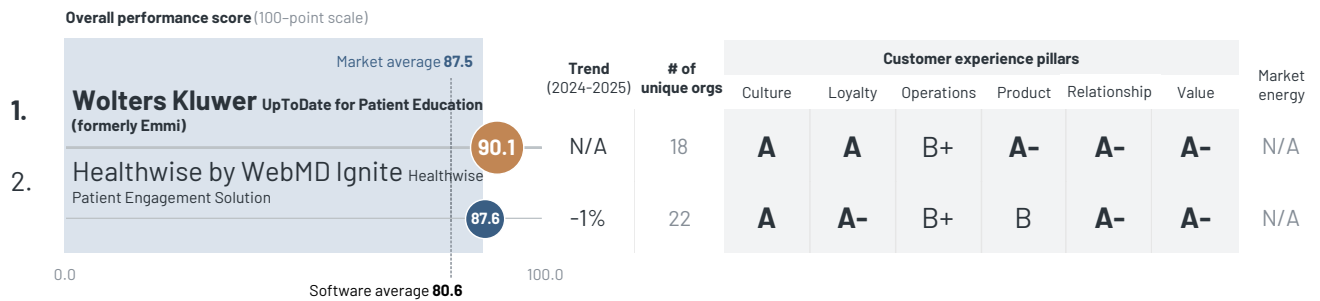 Overall performance score (100-point scale)
Market average 87.5
Customer experience pillars
Trend
(2024-2025)
# of
unique orgs
Culture Loyalty Operations Product Relationship Value
Market
energy
1. Wolters Kluwer UpToDate for Patient Education
(formerly Emmi)
90.1 N/A 18 A A B+ A- A- A- N/A
2. Healthwise by WebMD Ignite Healthwise
Patient Engagement Solution
87.6 -1% 22 A A- B+ B A- A- N/A
0.0 100.0
Software average 80.6